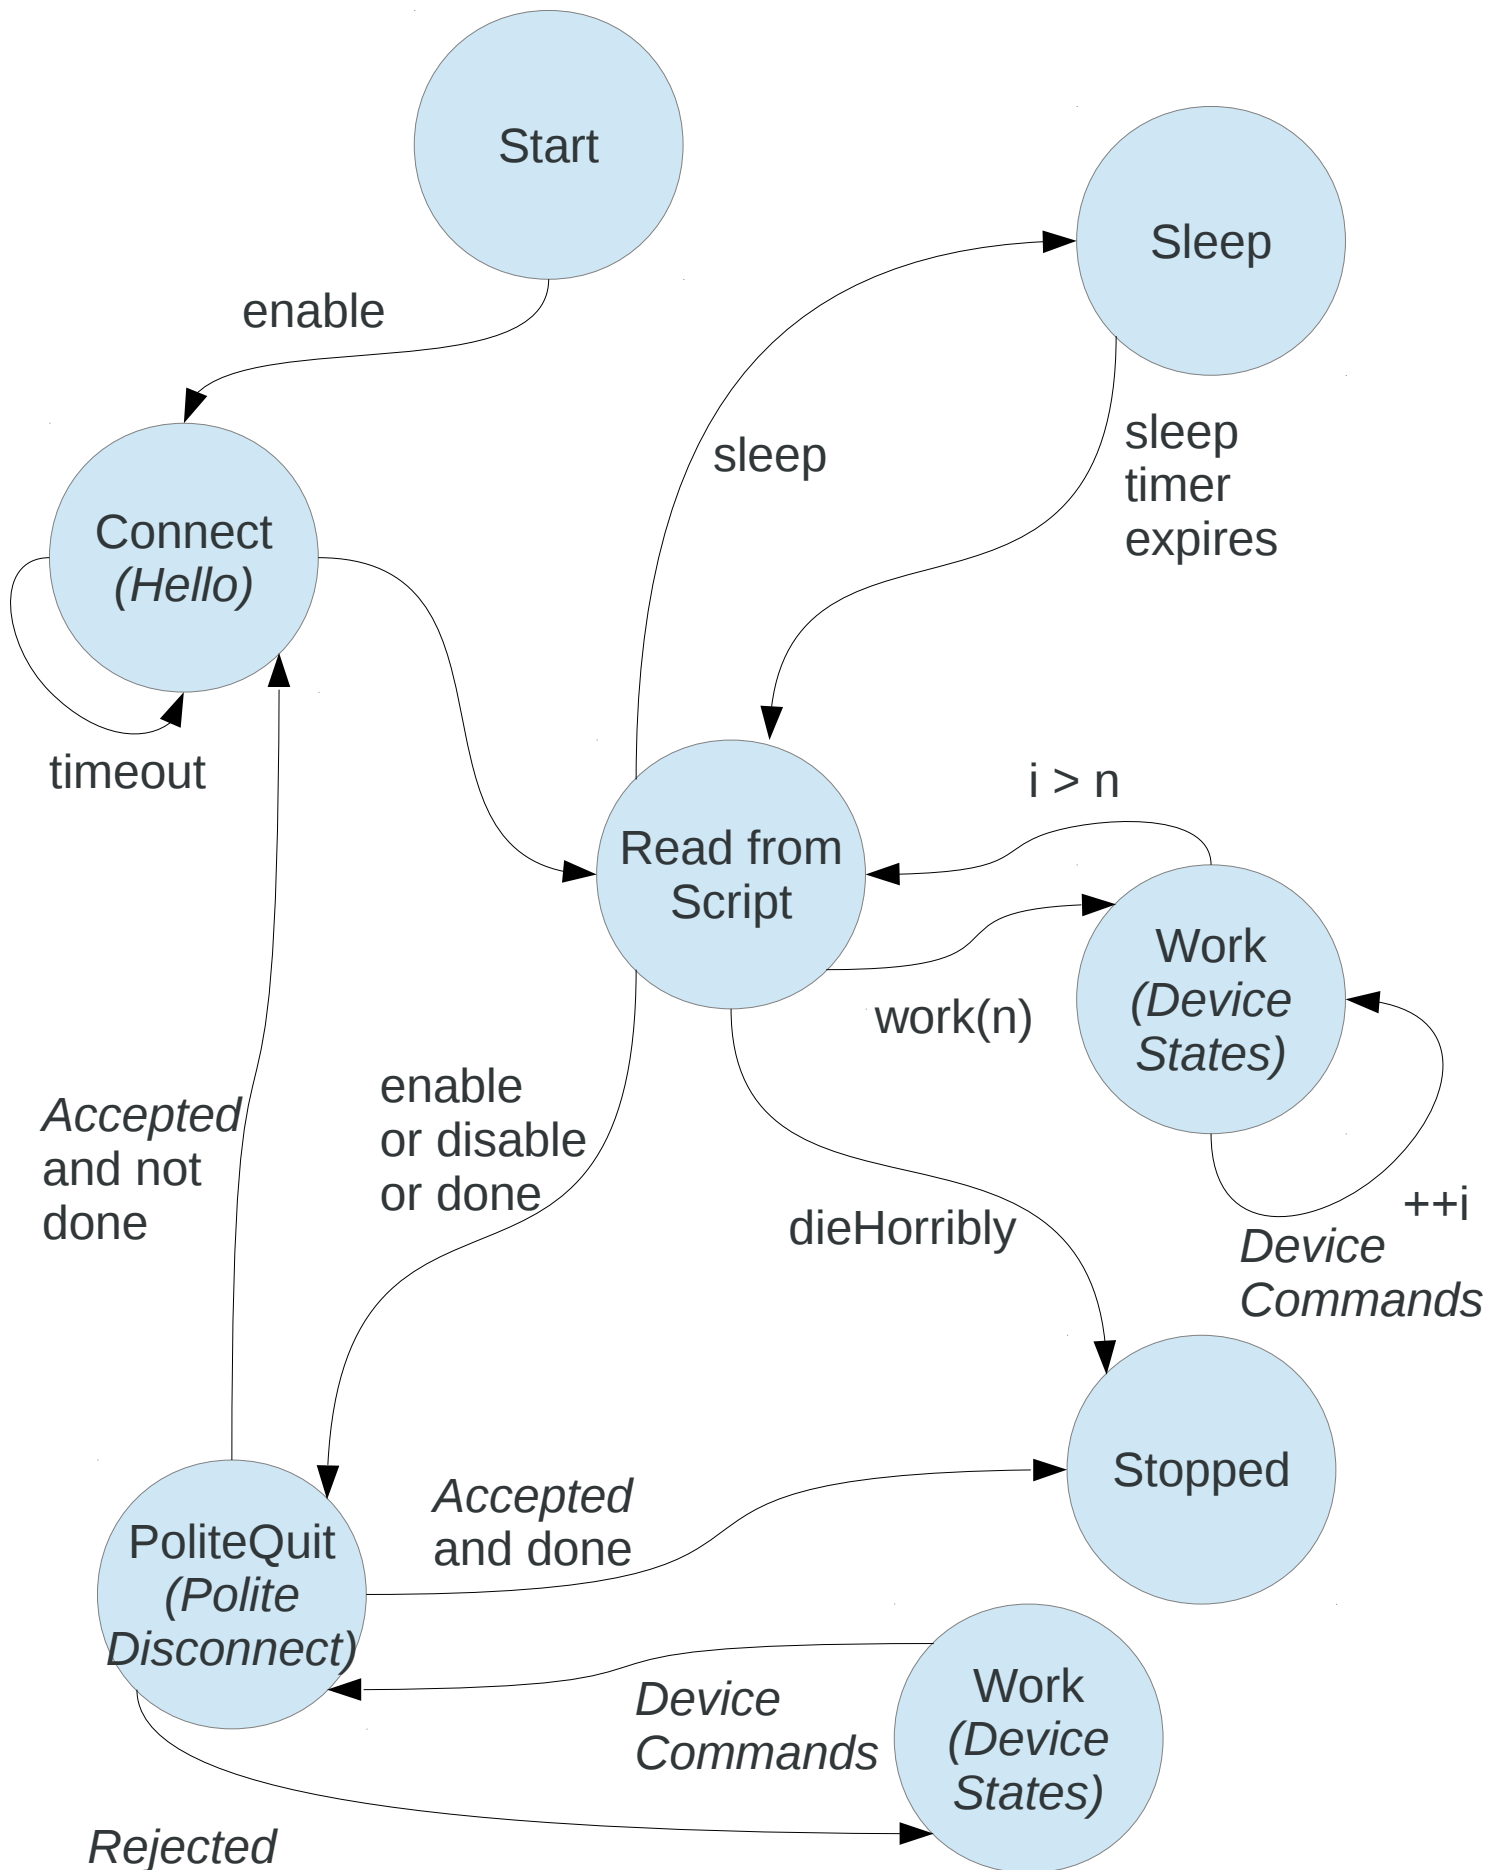 Start
Sleep
enable
sleep
sleep
timer
expires
Connect
(Hello)
timeout
i > n
Read from
Script
Work
(Device
States)
work(n)
enable
or disable
or done
Accepted
and not
done
dieHorribly
++i
Device
Commands
Stopped
Accepted
and done
PoliteQuit
(Polite
Disconnect)
Device
Commands
Work
(Device
States)
Rejected